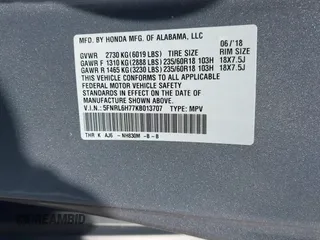 MFD. BY HONDA MFG. OF ALABAMA, LLC
06/'18
GVWR 2730 KG(6019 LBS) TIRE SIZE RIM SIZE
GAWR F 1310 KG(2888 LBS) 235/60R18 103H 18X7.5J
GAWR R 1465 KG(3230 LBS) 235/60R18 103H 18X7.5J
THIS VEHICLE CONFORMS TO ALL APPLICABLE
FEDERAL MOTOR VEHICLE SAFETY
STANDARDS IN EFFECT ON THE DATE OF
MANUFACTURE SHOWN ABOVE.
V.I.N.: 5FNRL6H77KB013707 TYPE: MPV
THR K AJ6 -NH830M -B-B